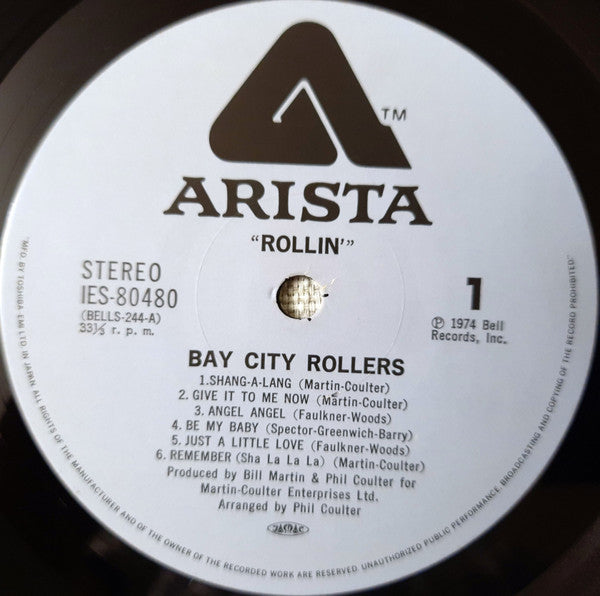 TM
ARISTA
"ROLLIN'"
STEREO
IES-80480
(BELLS-244-A)
33⅓ r. p. m.
1
Ⓟ 1974 Bell
Records, Inc.
BAY CITY ROLLERS
1.SHANG-A-LANG (Martin-Coulter)
2. GIVE IT TO ME NOW (Martin-Coulter)
3. ANGEL ANGEL (Faulkner-Woods)
4. BE MY BABY (Spector-Greenwich-Barry)
5. JUST A LITTLE LOVE (Faulkner-Woods)
6. REMEMBER (Sha La La La) (Martin-Coulter)
Produced by Bill Martin & Phil Coulter for
Martin-Coulter Enterprises Ltd.
Arranged by Phil Coulter
JASRAC
"MFD BY TOSHIBA EMI LTD. IN JAPAN. ALL RIGHTS OF THE MANUFACTURER AND OF THE OWNER OF THE RECORDED WORK ARE RESERVED. UNAUTHORIZED PUBLIC PERFORMANCE, BROADCASTING AND COPYING OF THE RECORD PROHIBITED."